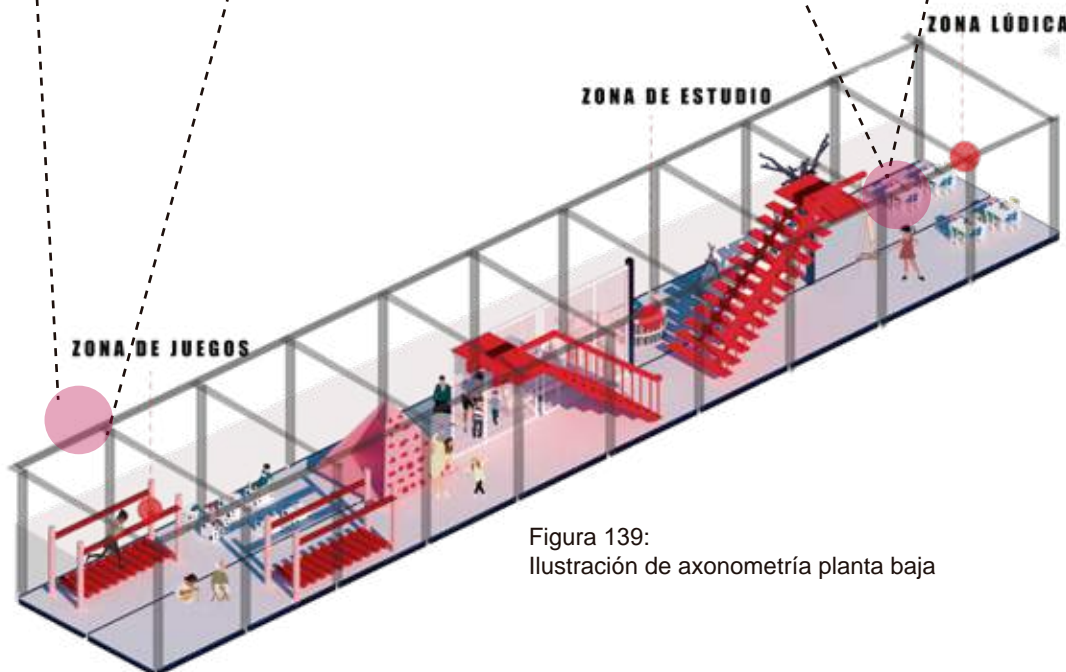 ZONA LÚDICA
ZONA DE ESTUDIO
ZONA DE JUEGOS
Figura 139:
Ilustración de axonometría planta baja